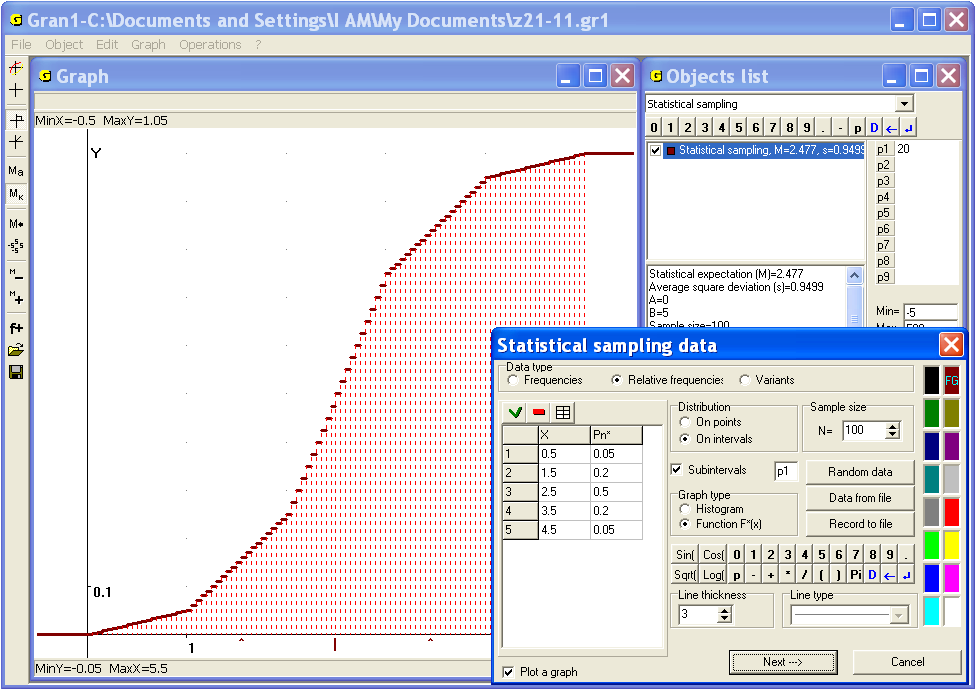 Gran1-C:\Documents and Settings\I AM\My Documents\z21-11.gr1
File Object Edit Graph Operations ?
Graph
MinX=-0.5 MaxY=1.05
Y
0.1
1
MinY=-0.05 MaxX=5.5
Ma
Mк
M
M
M
f+
Objects list
Statistical sampling
0 1 2 3 4 5 6 7 8 9 . - p D ← ↲
Statistical sampling, M=2.477, s=0.9499
p1 20
p2
p3
p4
p5
p6
p7
p8
p9
Statistical expectation (M)=2.477
Average square deviation (s)=0.9499
A=0
B=5
Sample size=100
Min= -5
Statistical sampling data
Data type
Frequencies Relative frequencies Variants
X Pn*
1 0.5 0.05
2 1.5 0.2
3 2.5 0.5
4 3.5 0.2
5 4.5 0.05
Plot a graph
Distribution
On points
On intervals
Sample size
N= 100
Subintervals p1
Graph type
Histogram
Function F*(x)
Random data
Data from file
Record to file
Sin( Cos( 0 1 2 3 4 5 6 7 8 9 .
Sqrt( Log( p - + * / ( ) Pi D ← ↲
Line thickness
3
Line type
Next --->
Cancel
FG